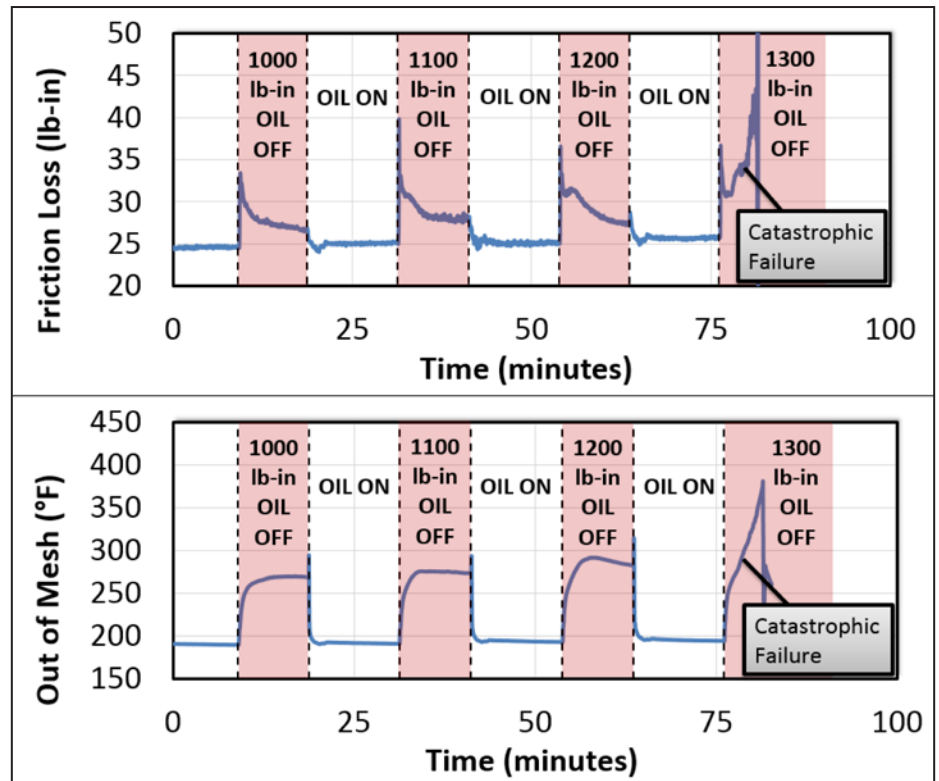 Friction Loss (lb-in)
50
45
40
35
30
25
20
1000
lb-in
OIL
OFF
OIL ON
1100
lb-in
OIL
OFF
OIL ON
1200
lb-in
OIL
OFF
OIL ON
1300
lb-in
OIL
OFF
Catastrophic
Failure
0 25 50 75 100
Time (minutes)
Out of Mesh (°F)
450
400
350
300
250
200
150
1000
lb-in
OIL
OFF
OIL ON
1100
lb-in
OIL
OFF
OIL ON
1200
lb-in
OIL
OFF
OIL ON
1300
lb-in
OIL
OFF
Catastrophic
Failure
0 25 50 75 100
Time (minutes)